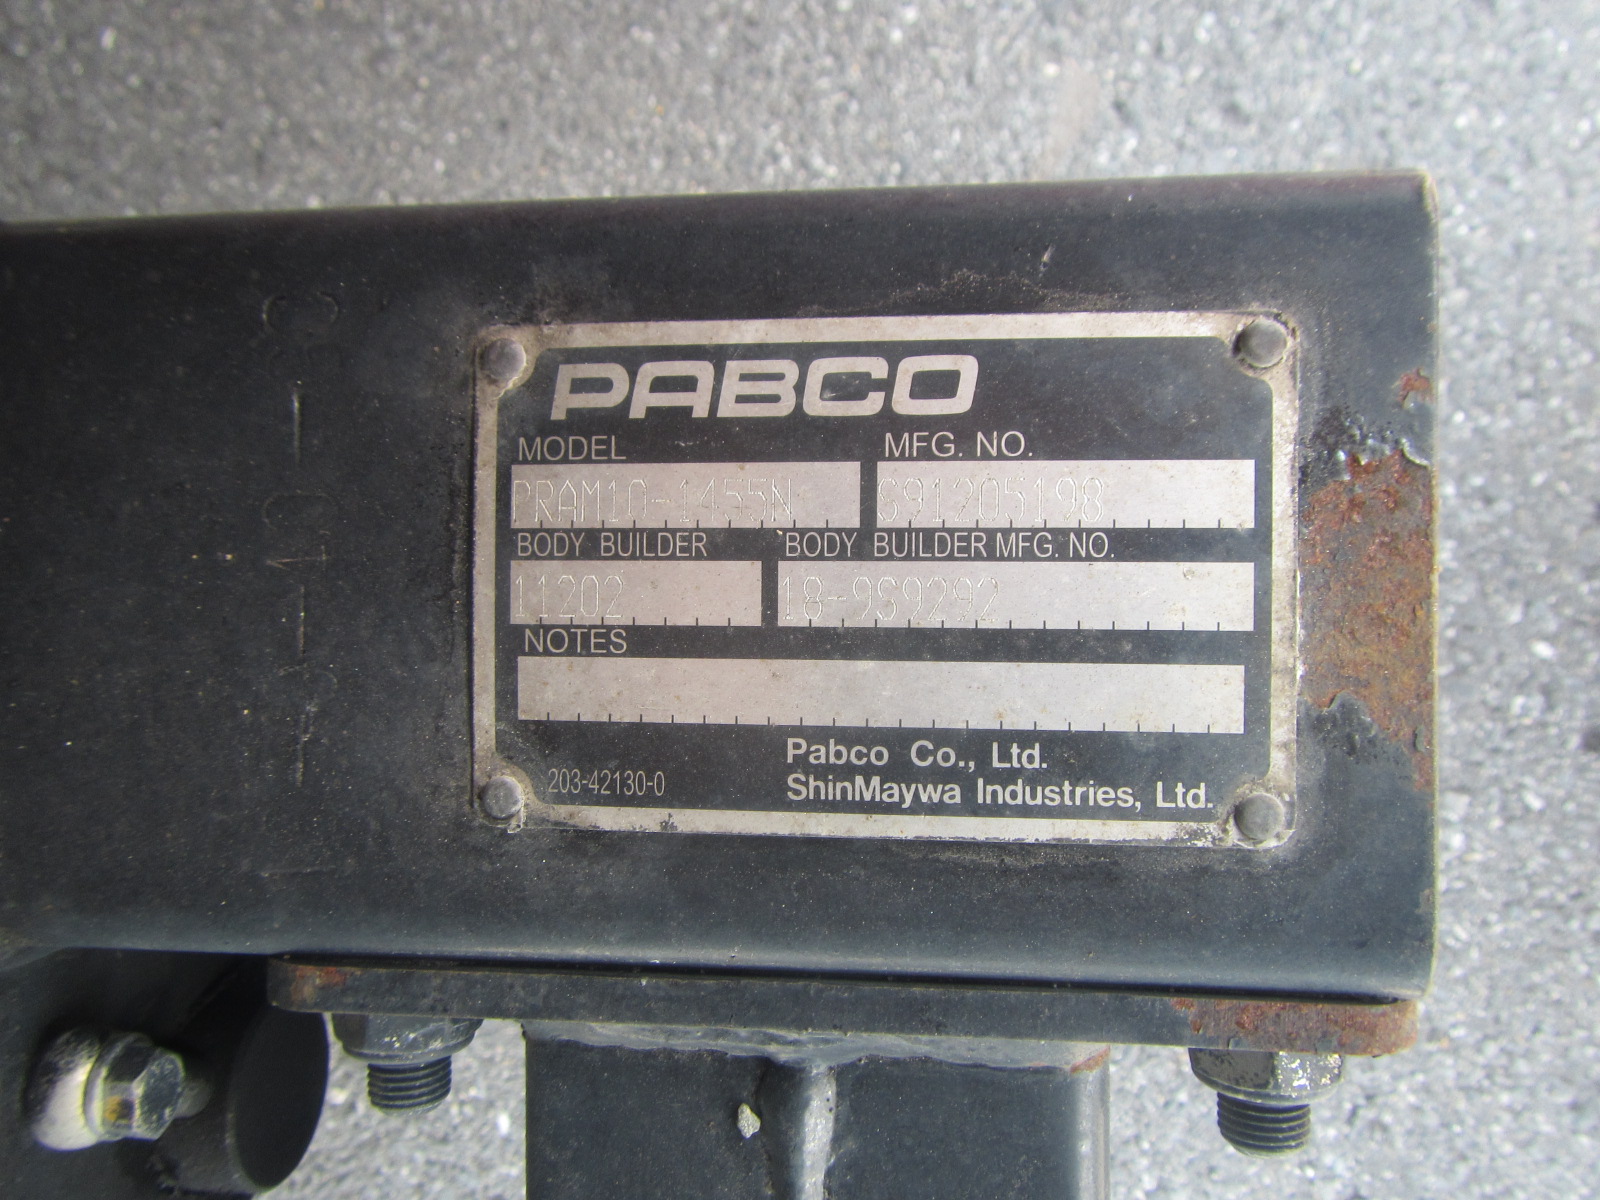 PABCO
MODEL MFG. NO.
PRAM10-1455N S91205198
BODY BUILDER BODY BUILDER MFG. NO.
11202 18-9S9292
NOTES
Pabco Co., Ltd.
203-42130-0 ShinMaywa Industries, Ltd.